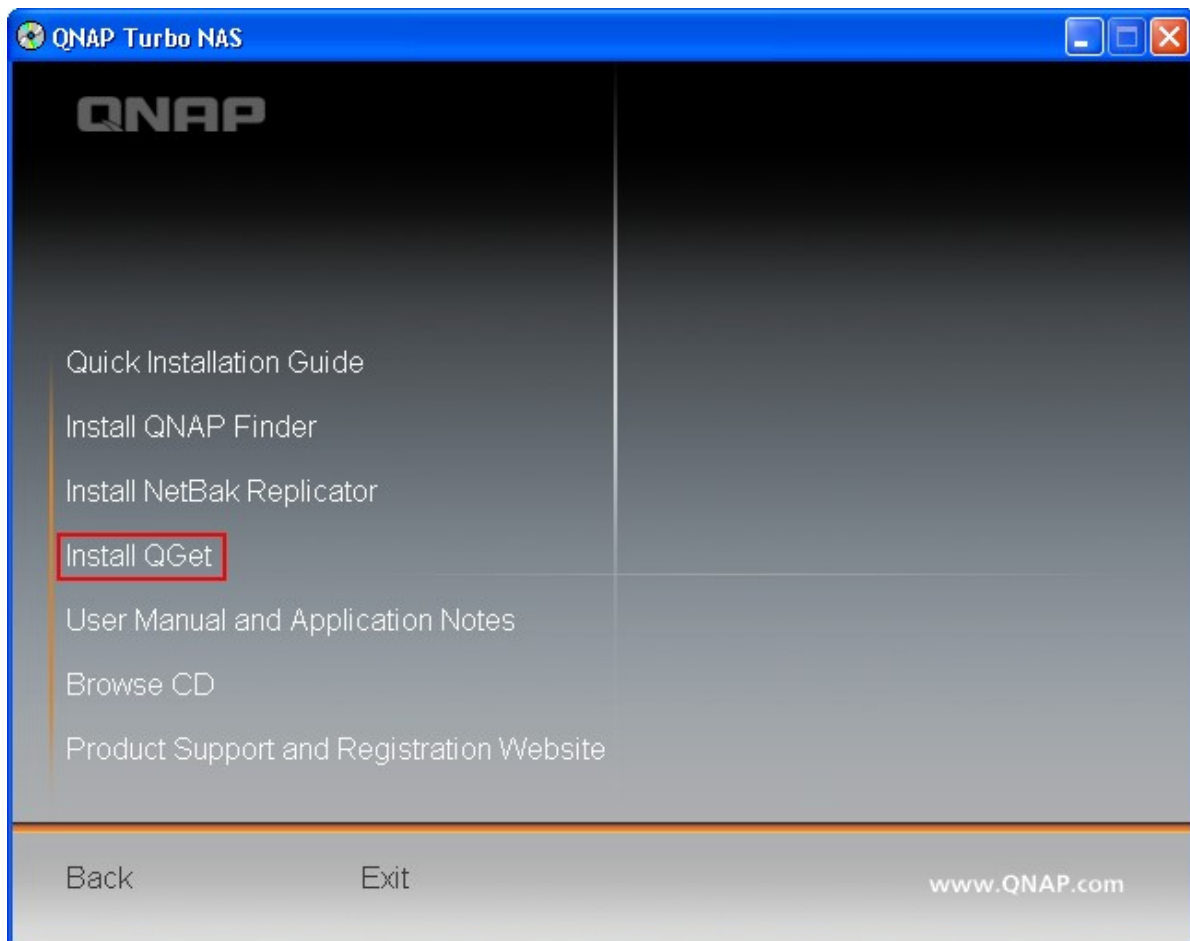 QNAP Turbo NAS
QNAP
Quick Installation Guide
Install QNAP Finder
Install NetBak Replicator
Install QGet
User Manual and Application Notes
Browse CD
Product Support and Registration Website
Back Exit www.QNAP.com